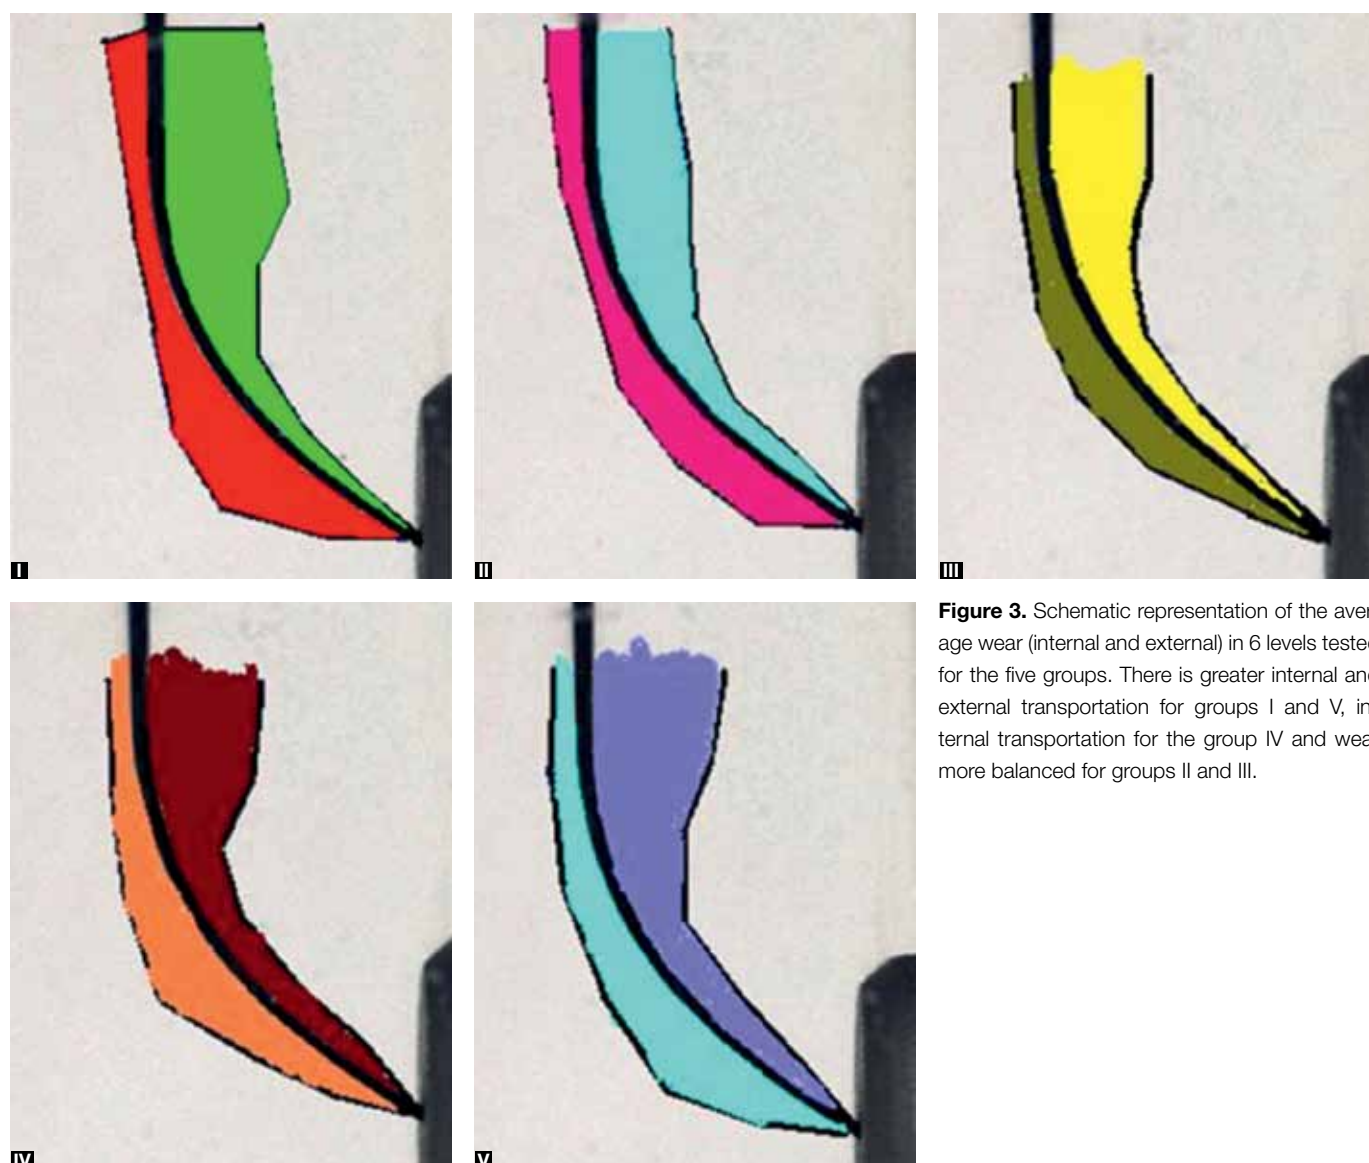 I
II
III
IV
V
Figure 3. Schematic representation of the aver
age wear (internal and external) in 6 levels teste
for the five groups. There is greater internal an
external transportation for groups I and V, in
ternal transportation for the group IV and wea
more balanced for groups II and III.